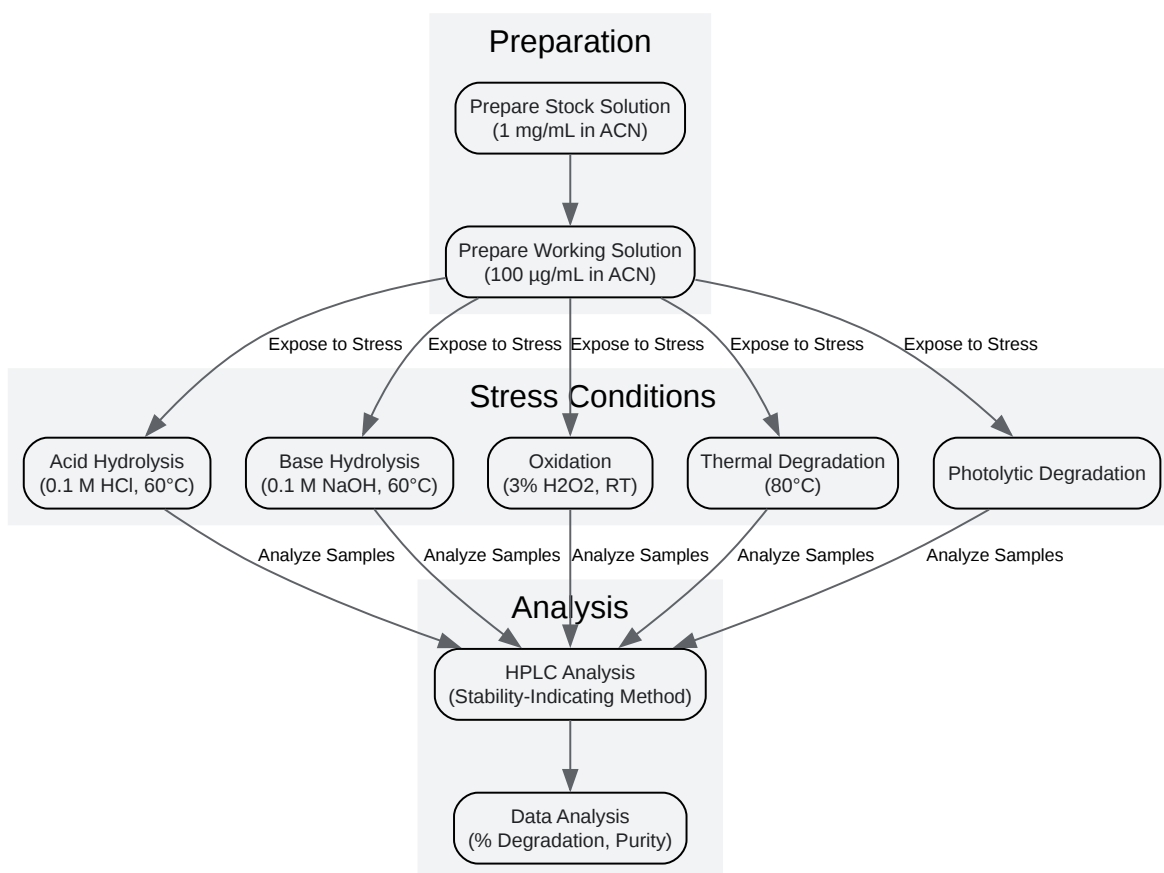 Preparation
Prepare Stock Solution
(1 mg/mL in ACN)
Prepare Working Solution
(100 µg/mL in ACN)
Expose to Stress
Expose to Stress
Expose to Stress
Expose to Stress
Expose to Stress
Stress Conditions
Acid Hydrolysis
(0.1 M HCl, 60°C)
Base Hydrolysis
(0.1 M NaOH, 60°C)
Oxidation
(3% H2O2, RT)
Thermal Degradation
(80°C)
Photolytic Degradation
Analyze Samples
Analyze Samples
Analyze Samples
Analyze Samples
Analyze Samples
Analysis
HPLC Analysis
(Stability-Indicating Method)
Data Analysis
(% Degradation, Purity)